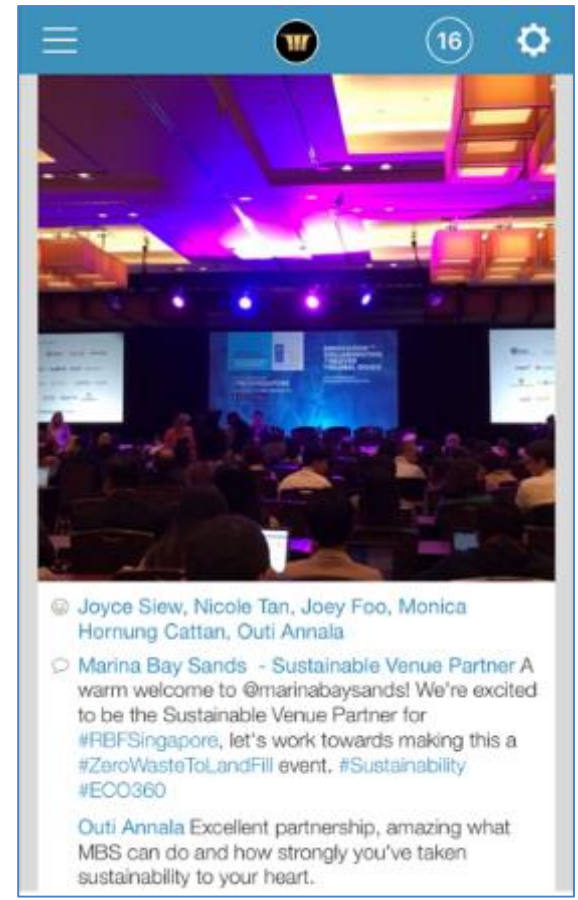 16
Joyce Siew, Nicole Tan, Joey Foo, Monica
Hornung Cattan, Outi Annala
Marina Bay Sands - Sustainable Venue Partner A
warm welcome to @marinabaysands! We're excited
to be the Sustainable Venue Partner for
#RBFSingapore, let's work towards making this a
#ZeroWasteToLandFill event. #Sustainability
#ECO360
Outi Annala Excellent partnership, amazing what
MBS can do and how strongly you've taken
sustainability to your heart.